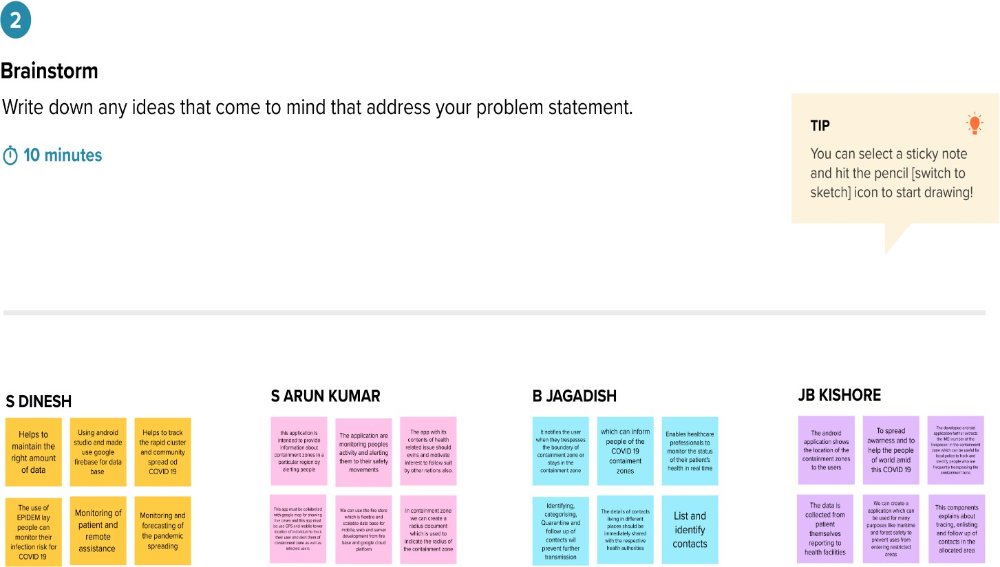 2
Brainstorm
Write down any ideas that come to mind that address your problem statement.
10 minutes
TIP
You can select a sticky note
and hit the pencil [switch to
sketch] icon to start drawing!
S DINESH
Helps to
maintain the
right amount
of data
Using android
studio and made
use google
firebase for data
base
Helps to track
the rapid cluster
and community
spread od
COVID 19
The use of
EPIDEM lay
people can
monitor their
infection risk for
COVID 19
Monitoring of
patient and
remote
assistance
Monitoring and
forecasting of
the pandemic
spreading
S ARUN KUMAR
this application is
intended to provide
information about
containment zones in a
particular region by
alerting people
The application are
monitoring peoples
activity and alerting
them to their safety
movements
The app with its
contents of health
related issue should
evins and motivate
interest to follow suit
by other nations also.
This app must be collabrated
with google map for showing
live cases and this app must
be use GPS and mobile tower
location of individual to track
their user and alert them of
containment zone as well as
infected users
We can use the fire store
which is flexible and
scalable data base for
mobile, web and server
development from fire
base and google cloud
platform
In containment zone
we can create a
radius document
which is used to
indicate the radius of
the containment zone
B JAGADISH
It notifies the user
when they trespasses
the boundary of
containment zone or
stays in the
containment zone
which can inform
people of the
COVID 19
contaiment
zones
Enables healthcare
professionals to
monitor the status
of their patient's
health in real time
Identifying,
categorising,
Quarantine and
follow up of
contacts wil
prevent further
transmission
The details of contacts
living in different
places should be
immediately shared
with the respective
health authorities
List and
identify
contacts
JB KISHORE
The android
application shows
the location of the
containment zones
to the users
To spread
awarness and to
help the people
of world amid
this COVID 19
The developed android
application further extracts
the IMEI number of the
trespasser in the containment
zone which can be useful for
local police to track and
identify people who are
frequently treaspassing the
containment zone
The data is
collected from
patient
themselves
reporting to
health facilities
We can create a
application which can
be used for many
purposes like maritime
and forest safety to
prevent uses from
entering restricted
areas
This components
explains about
tracing, enlisting
and follow up of
contacts in the
allocated area